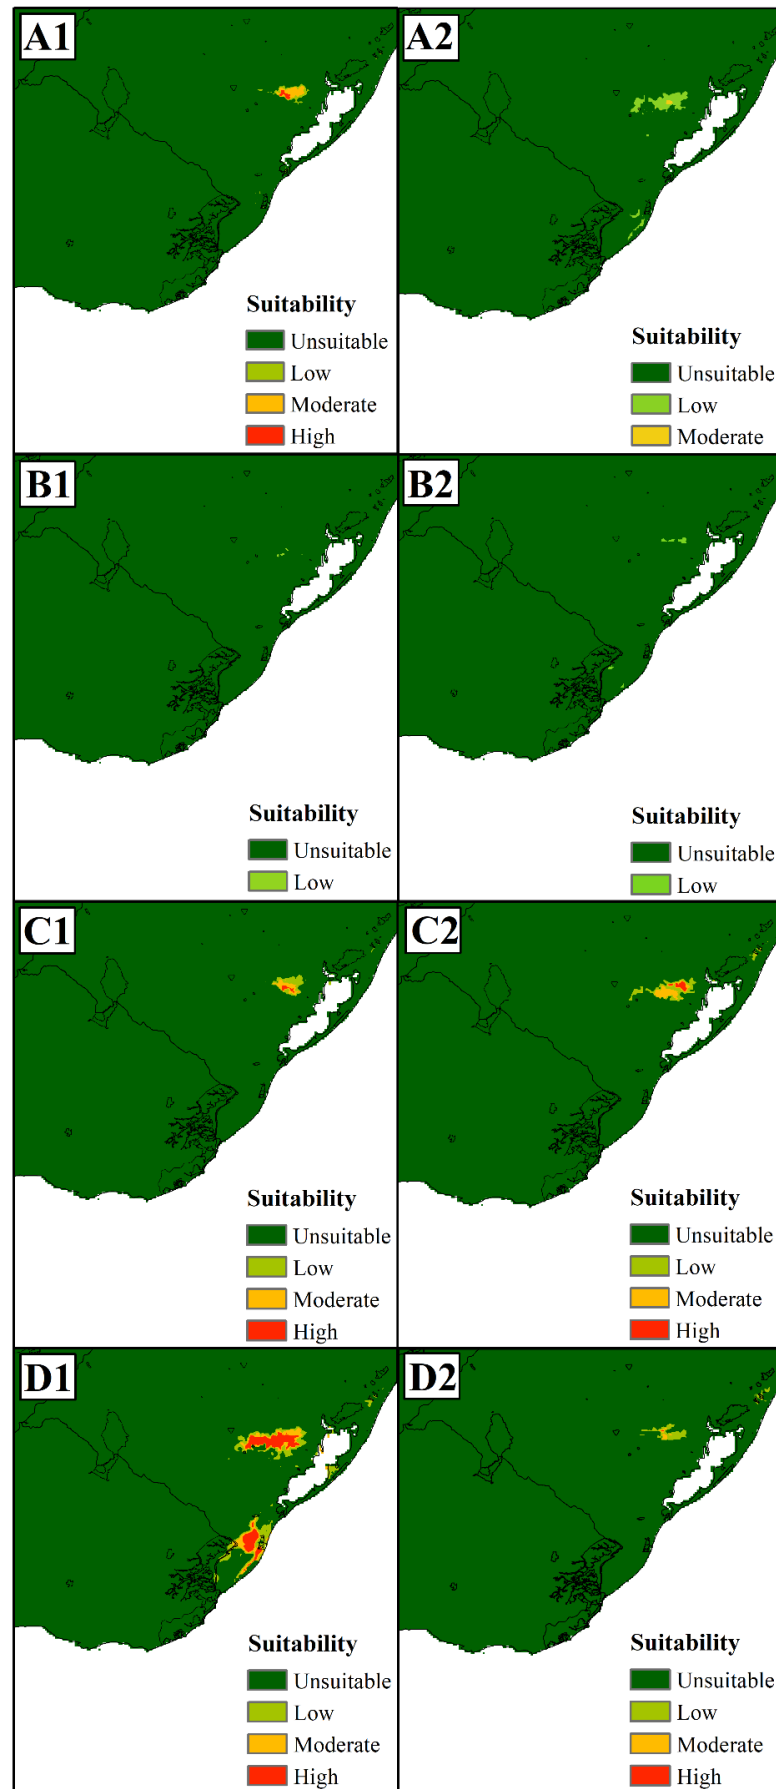 A1
Suitability
Unsuitable
Low
Moderate
High
A2
Suitability
Unsuitable
Low
Moderate
B1
Suitability
Unsuitable
Low
B2
Suitability
Unsuitable
Low
C1
Suitability
Unsuitable
Low
Moderate
High
C2
Suitability
Unsuitable
Low
Moderate
High
D1
Suitability
Unsuitable
Low
Moderate
High
D2
Suitability
Unsuitable
Low
Moderate
High